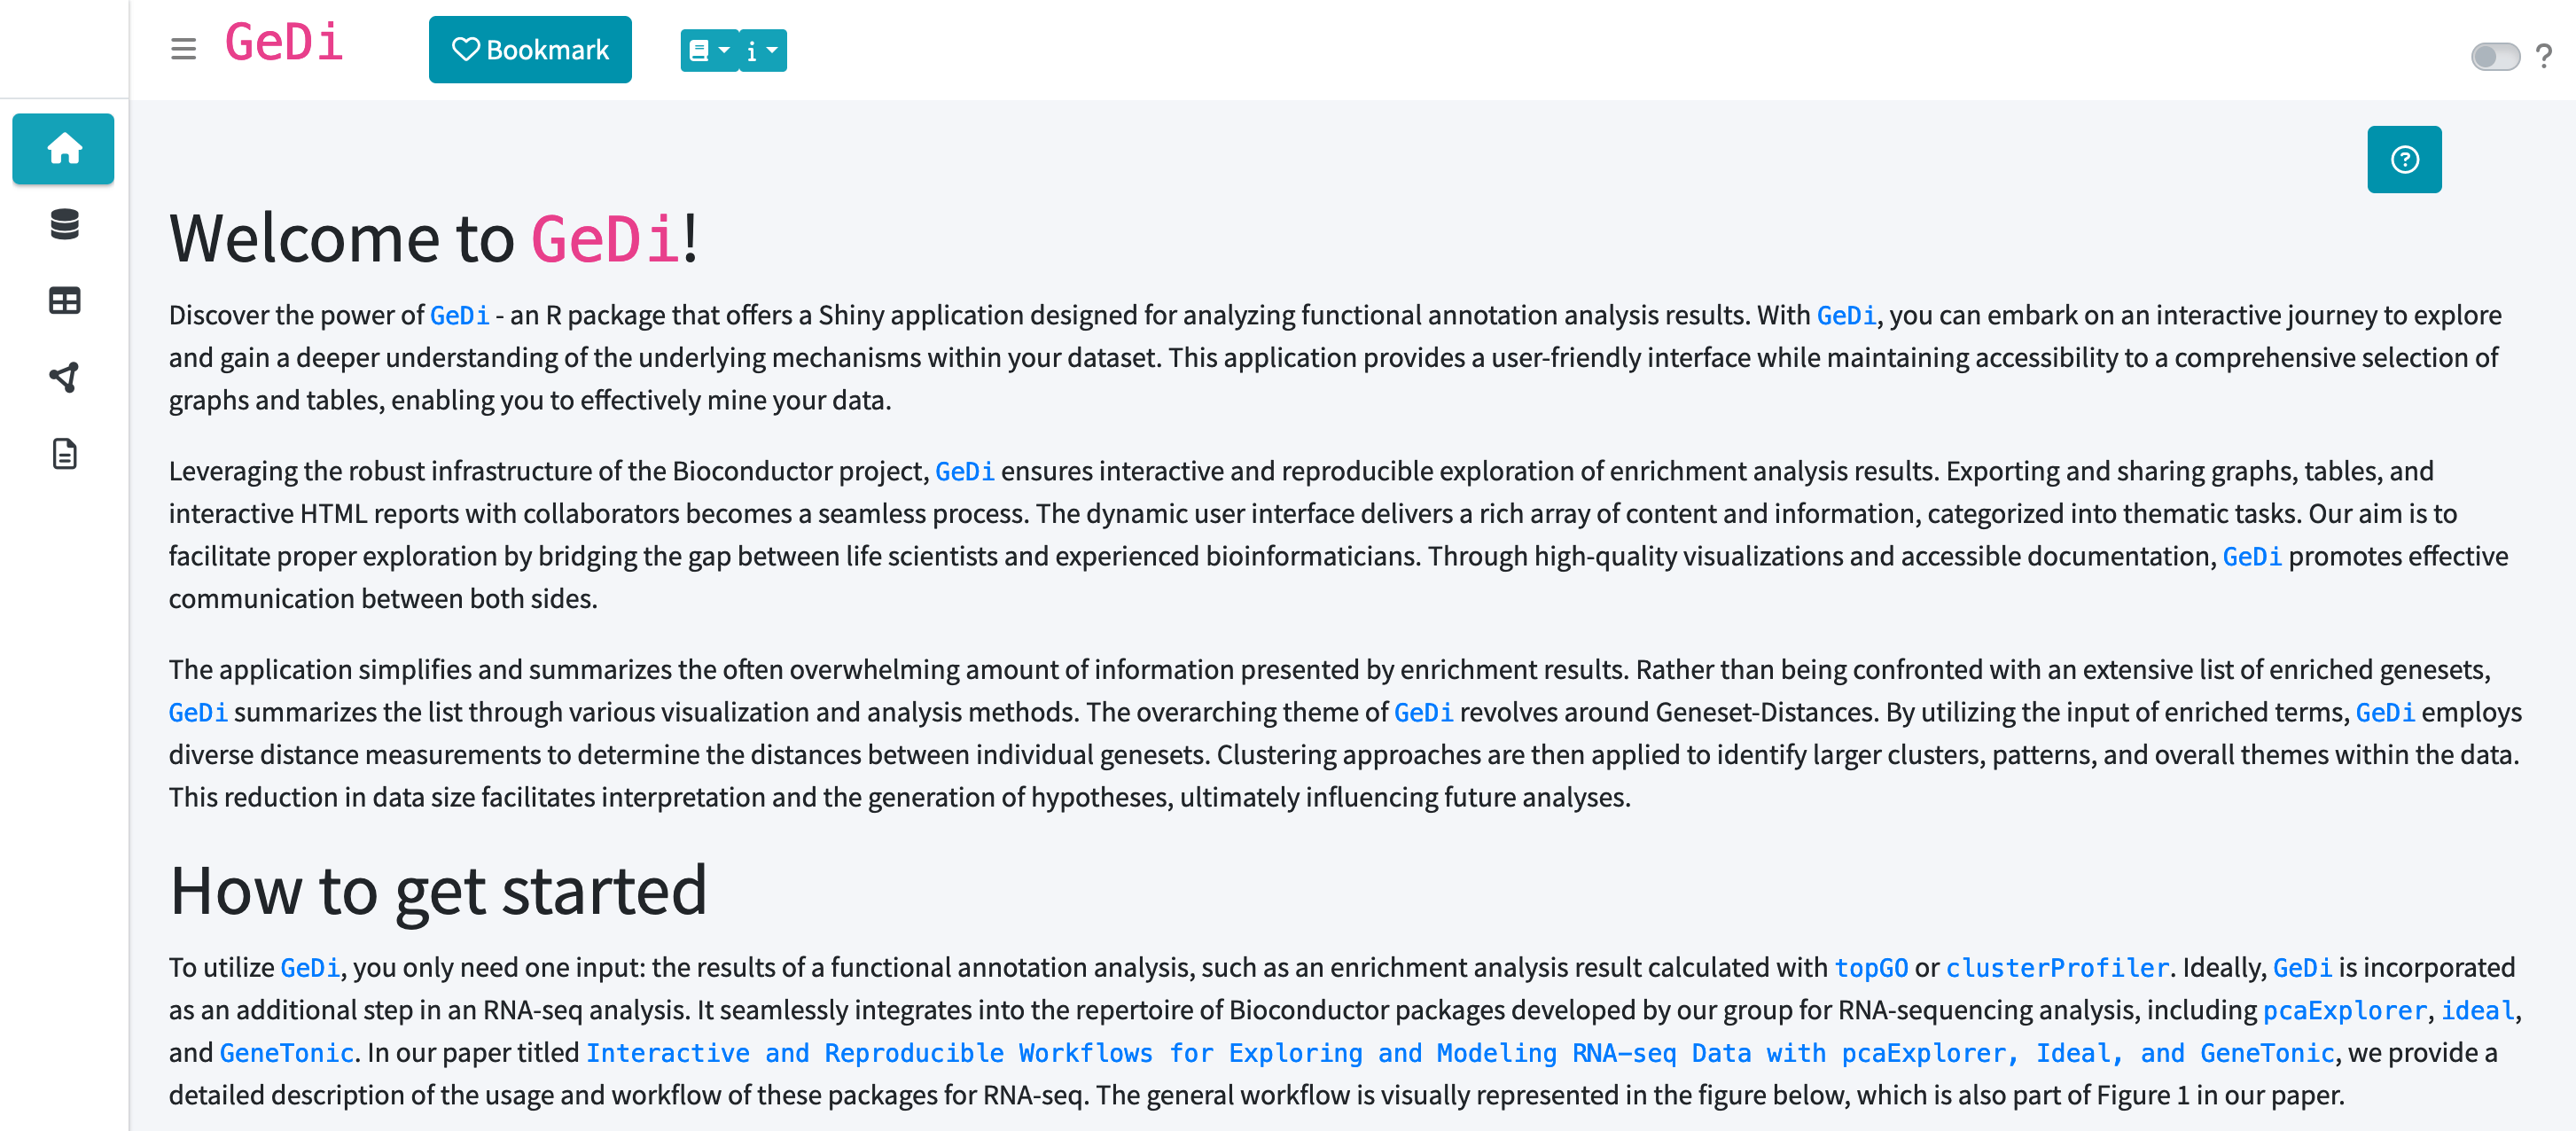 GeDi
Bookmark
i
?
?
Welcome to GeDi!
Discover the power of GeDi - an R package that offers a Shiny application designed for analyzing functional annotation analysis results. With GeDi, you can embark on an interactive journey to explore
and gain a deeper understanding of the underlying mechanisms within your dataset. This application provides a user-friendly interface while maintaining accessibility to a comprehensive selection of
graphs and tables, enabling you to effectively mine your data.
Leveraging the robust infrastructure of the Bioconductor project, GeDi ensures interactive and reproducible exploration of enrichment analysis results. Exporting and sharing graphs, tables, and
interactive HTML reports with collaborators becomes a seamless process. The dynamic user interface delivers a rich array of content and information, categorized into thematic tasks. Our aim is to
facilitate proper exploration by bridging the gap between life scientists and experienced bioinformaticians. Through high-quality visualizations and accessible documentation, GeDi promotes effective
communication between both sides.
The application simplifies and summarizes the often overwhelming amount of information presented by enrichment results. Rather than being confronted with an extensive list of enriched genesets,
GeDi summarizes the list through various visualization and analysis methods. The overarching theme of GeDi revolves around Geneset-Distances. By utilizing the input of enriched terms, GeDi employs
diverse distance measurements to determine the distances between individual genesets. Clustering approaches are then applied to identify larger clusters, patterns, and overall themes within the data.
This reduction in data size facilitates interpretation and the generation of hypotheses, ultimately influencing future analyses.
How to get started
To utilize GeDi, you only need one input: the results of a functional annotation analysis, such as an enrichment analysis result calculated with topGO or clusterProfiler. Ideally, GeDi is incorporated
as an additional step in an RNA-seq analysis. It seamlessly integrates into the repertoire of Bioconductor packages developed by our group for RNA-sequencing analysis, including pcaExplorer, ideal,
and GeneTonic. In our paper titled Interactive and Reproducible Workflows for Exploring and Modeling RNA-seq Data with pcaExplorer, Ideal, and GeneTonic, we provide a
detailed description of the usage and workflow of these packages for RNA-seq. The general workflow is visually represented in the figure below, which is also part of Figure 1 in our paper.